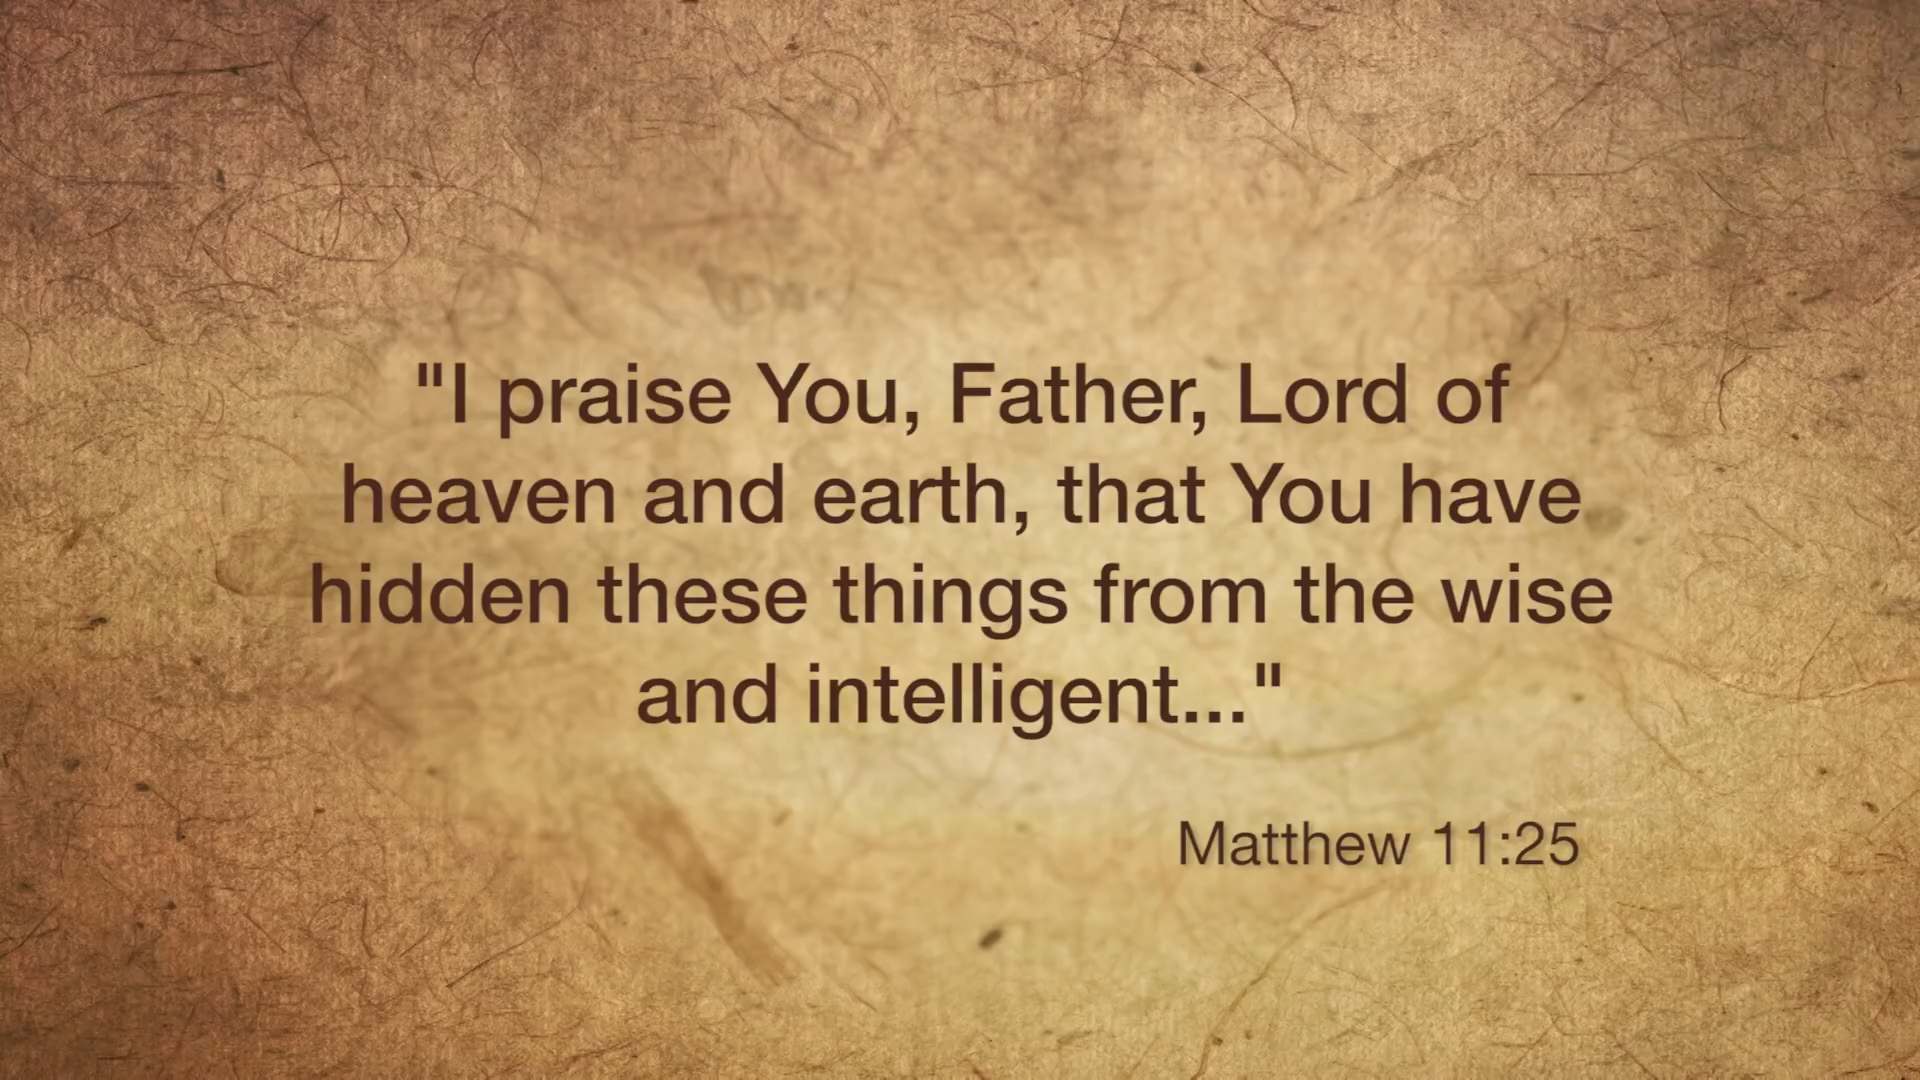 "I praise You, Father, Lord of
heaven and earth, that You have
hidden these things from the wise
and intelligent..."
Matthew 11:25